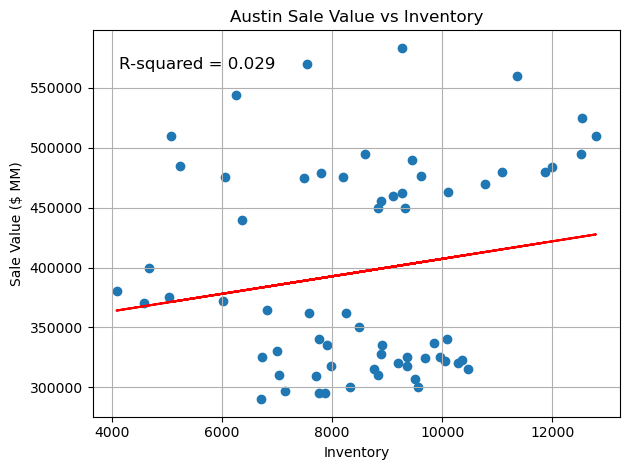 Austin Sale Value vs Inventory
R-squared = 0.029
550000
500000
450000
400000
350000
300000
Sale Value ($ MM)
4000 6000 8000 10000 12000
Inventory